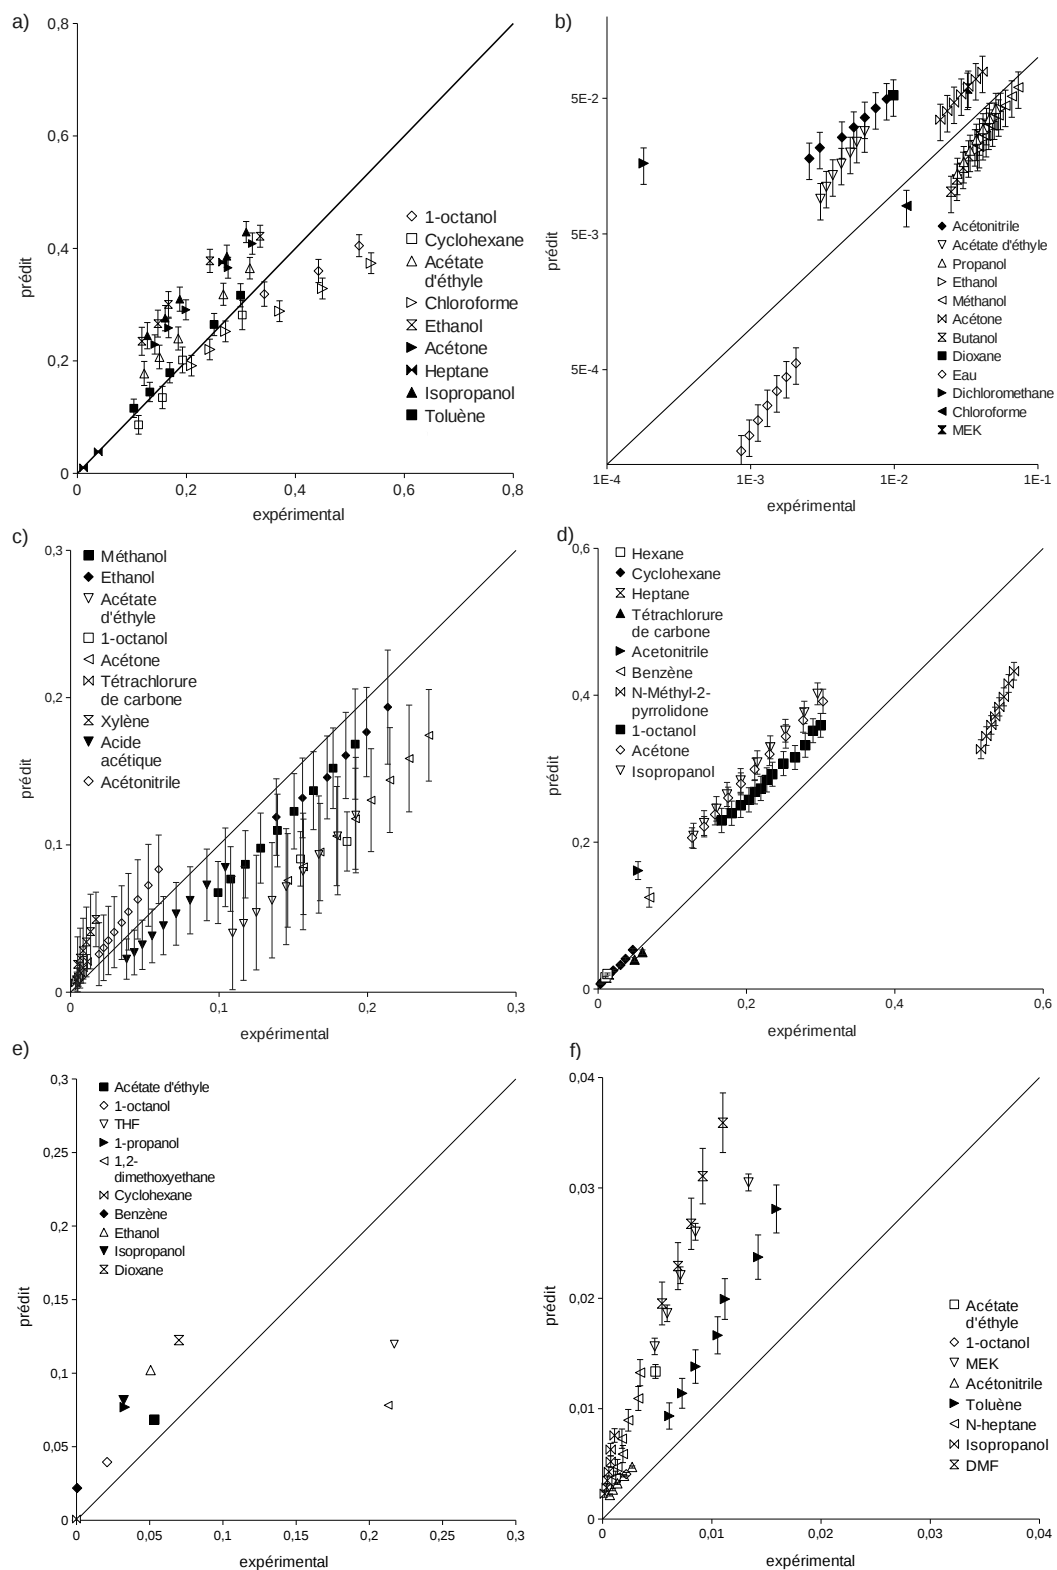 a)
0,8
0,6
0,4
0,2
0
0
0,2
0,4
0,6
0,8
prédit
expérimental
1-octanol
Cyclohexane
Acétate
d'éthyle
Chloroforme
Ethanol
Acétone
Heptane
Isopropanol
Toluène
b)
5E-2
5E-3
5E-4
1E-4
1E-3
1E-2
1E-1
prédit
expérimental
Acétonitrile
Acétate d'éthyle
Propanol
Ethanol
Méthanol
Acétone
Butanol
Dioxane
Eau
Dichloromethane
Chloroforme
MEK
c)
0,3
0,2
0,1
0
0
0,1
0,2
0,3
prédit
expérimental
Méthanol
Ethanol
Acétate
d'éthyle
1-octanol
Acétone
Tétrachlorure
de carbone
Xylène
Acide
acétique
Acétonitrile
d)
0,6
0,4
0,2
0
0
0,2
0,4
0,6
prédit
expérimental
Hexane
Cyclohexane
Heptane
Tétrachlorure
de carbone
Acetonitrile
Benzène
N-Méthyl-2-
pyrrolidone
1-octanol
Acétone
Isopropanol
e)
0,3
0,25
0,2
0,15
0,1
0,05
0
0
0,05
0,1
0,15
0,2
0,25
0,3
prédit
expérimental
Acétate d'éthyle
1-octanol
THF
1-propanol
1,2-
dimethoxyethane
Cyclohexane
Benzène
Ethanol
Isopropanol
Dioxane
f)
0,04
0,03
0,02
0,01
0
0
0,01
0,02
0,03
0,04
prédit
expérimental
Acétate
d'éthyle
1-octanol
MEK
Acétonitrile
Toluène
N-heptane
Isopropanol
DMF